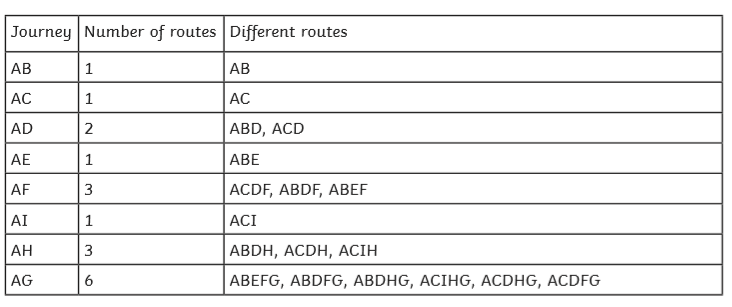 Journey Number of routes Different routes
AB 1 AB
AC 1 AC
AD 2 ABD, ACD
AE 1 ABE
AF 3 ACDF, ABDF, ABEF
AI 1 ACI
AH 3 ABDH, ACDH, ACIH
AG 6 ABEFG, ABDFG, ABDHG, ACIHG, ACDHG, ACDFG